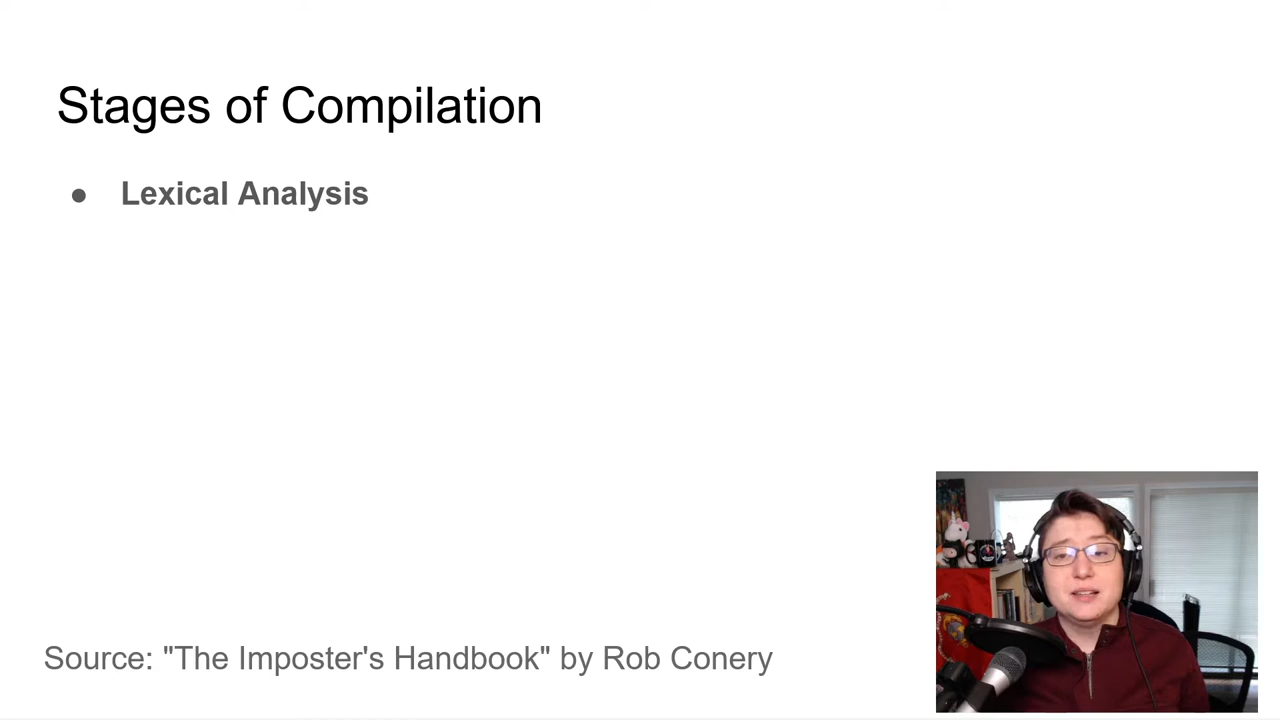 Stages of Compilation
● Lexical Analysis
Source: "The Imposter's Handbook" by Rob Conery